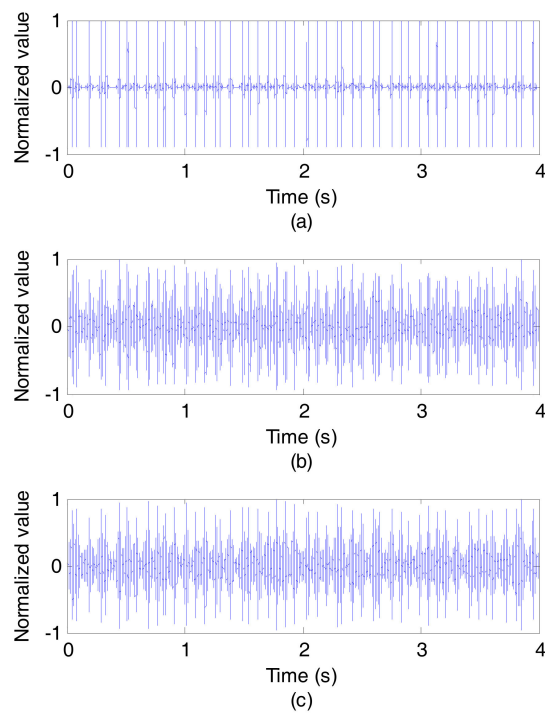 Normalized value
1
0
-1
0 1 2 3 4
Time (s)
(a)
Normalized value
1
0
-1
0 1 2 3 4
Time (s)
(b)
Normalized value
1
0
-1
0 1 2 3 4
Time (s)
(c)